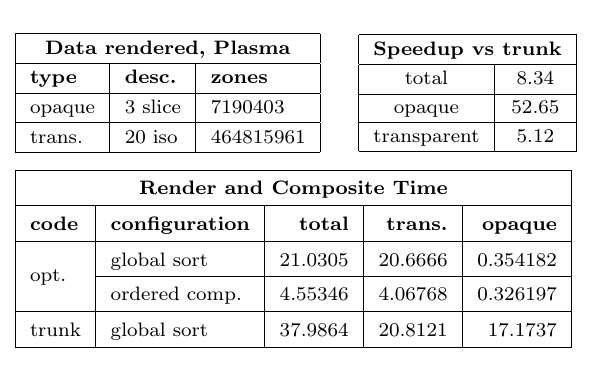 Data rendered, Plasma
type desc. zones
opaque 3 slice 7190403
trans. 20 iso 464815961
Speedup vs trunk
total 8.34
opaque 52.65
transparent 5.12
Render and Composite Time
code configuration total trans. opaque
opt. global sort 21.0305 20.6666 0.354182
ordered comp. 4.55346 4.06768 0.326197
trunk global sort 37.9864 20.8121 17.1737